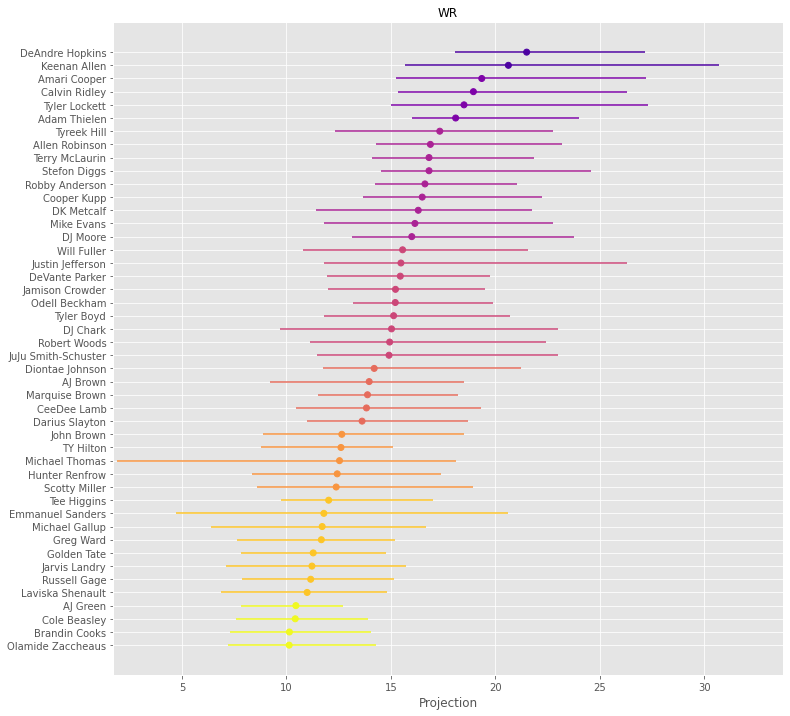 WR
DeAndre Hopkins
Keenan Allen
Amari Cooper
Calvin Ridley
Tyler Lockett
Adam Thielen
Tyreek Hill
Allen Robinson
Terry McLaurin
Stefon Diggs
Robby Anderson
Cooper Kupp
DK Metcalf
Mike Evans
DJ Moore
Will Fuller
Justin Jefferson
DeVante Parker
Jamison Crowder
Odell Beckham
Tyler Boyd
DJ Chark
Robert Woods
JuJu Smith-Schuster
Diontae Johnson
AJ Brown
Marquise Brown
CeeDee Lamb
Darius Slayton
John Brown
TY Hilton
Michael Thomas
Hunter Renfrow
Scotty Miller
Tee Higgins
Emmanuel Sanders
Michael Gallup
Greg Ward
Golden Tate
Jarvis Landry
Russell Gage
Laviska Shenault
AJ Green
Cole Beasley
Brandin Cooks
Olamide Zaccheaus
5 10 15 20 25 30
Projection